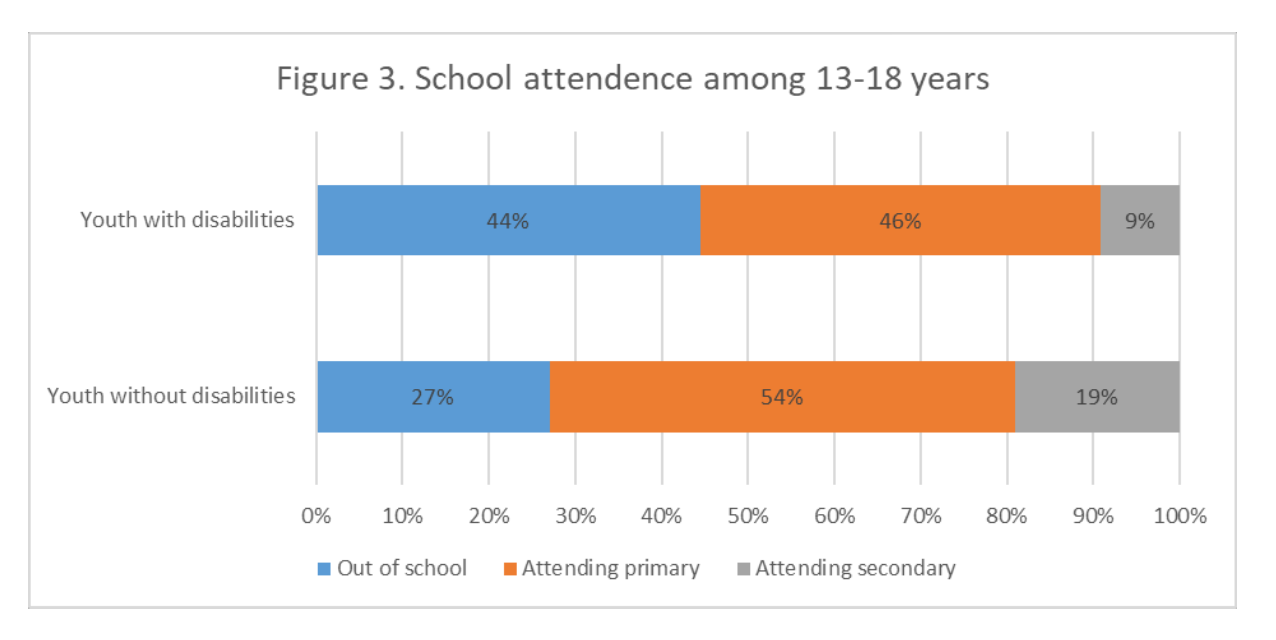 Figure 3. School attendence among 13-18 years
Youth with disabilities
44%
46%
9%
Youth without disabilities
27%
54%
19%
0% 10% 20% 30% 40% 50% 60% 70% 80% 90% 100%
Out of school Attending primary Attending secondary